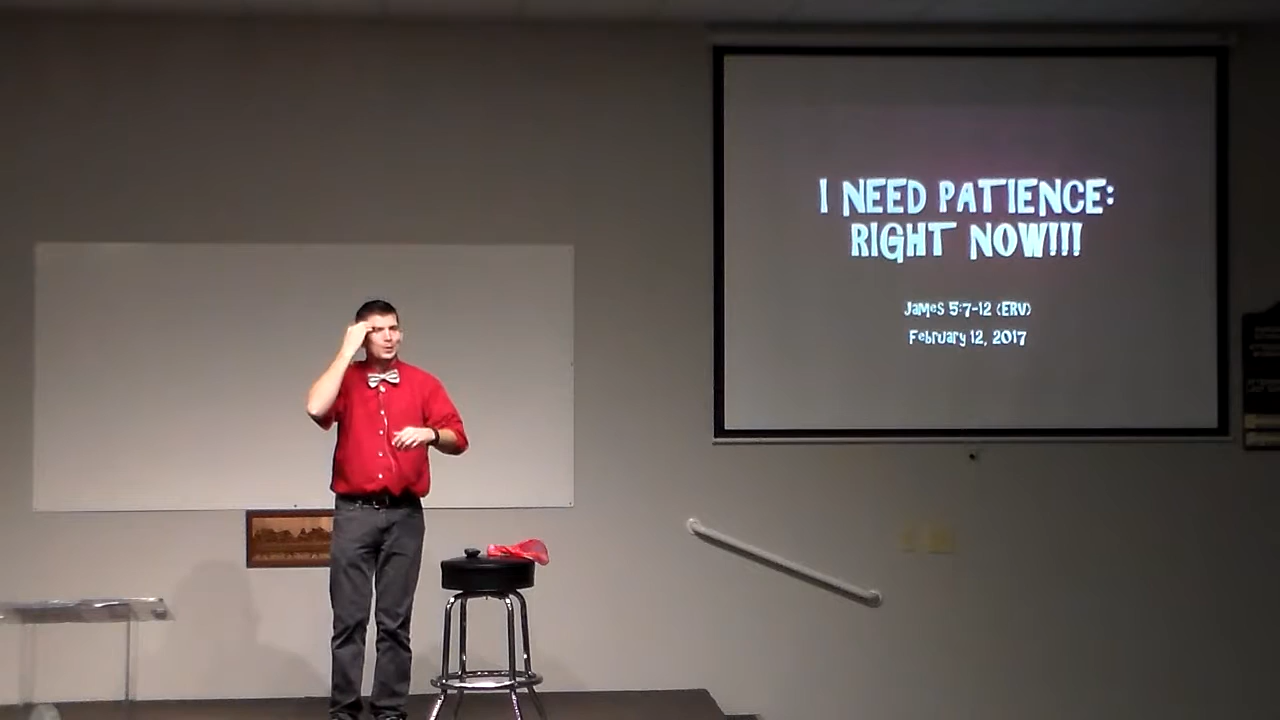 I NEED PATIENCE:
RIGHT NOW!!!
James 5:7-12 (ERV)
February 12, 2017